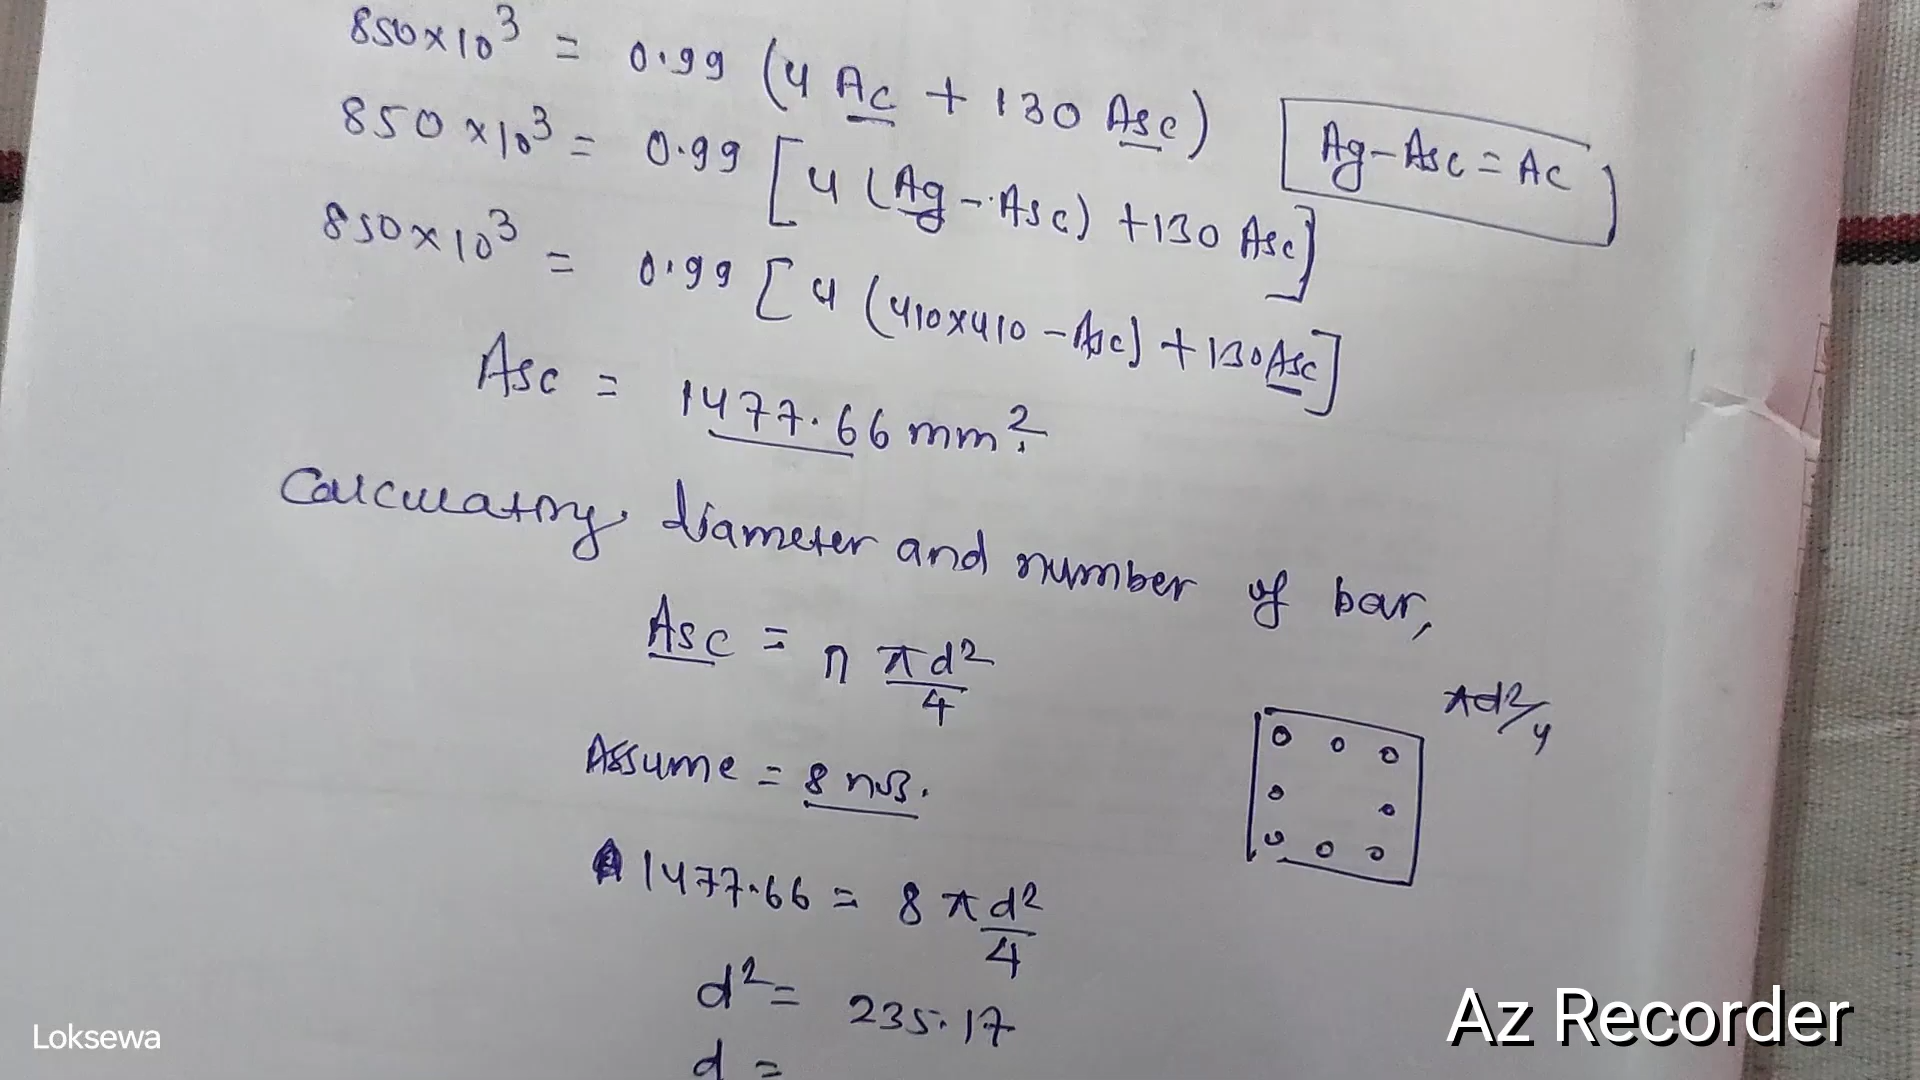 850×10³ = 0.99 (4 Ac + 130 Asc)
Ag - Asc = Ac
850×10³ = 0.99 [4 (Ag - Asc) + 130 Asc]
850×10³ = 0.99 [4 (410×410 - Asc) + 130 Asc]
Asc = 1477.66 mm².
Calculating diameter and number of bar,
Asc = n πd²/4
πd²/4
Assume = 8 nos.
1477.66 = 8 πd²/4
d² = 235.17
d =
Loksewa
Az Recorder